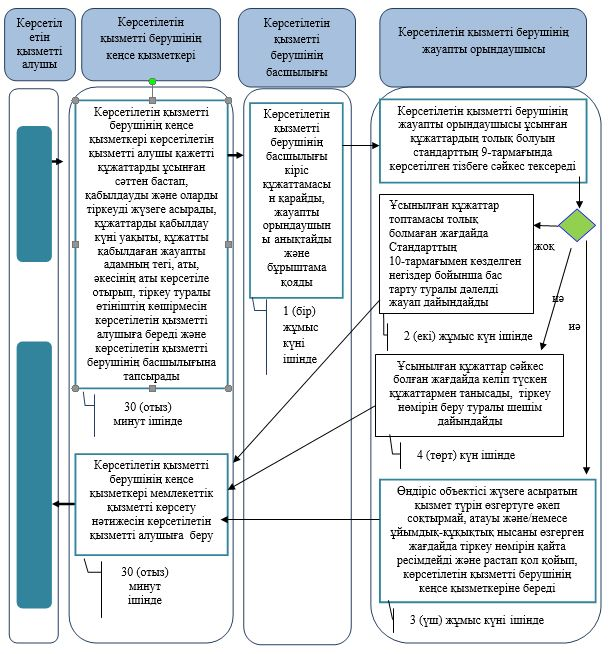 Көрсетіл
етін
қызметті
алушы
Көрсетілетін
қызметті берушінің
кеңсе қызметкері
Көрсетілетін
қызметті
берушінің
басшылығы
Көрсетілетін қызметті берушінің
жауапты орындаушысы
Көрсетілетін қызметті
берушінің кеңсе
қызметкері көрсетілетін
қызметті алушы қажетті
құжаттарды ұсынған
сәттен бастап,
қабылдауды және оларды
тіркеуді жүзеге асырады,
құжаттарды қабылдау
күні уақыты, құжатты
қабылдаған жауапты
адамның тегі, аты,
әкесінің аты көрсетіле
отырып, тіркеу туралы
өтініштің көшірмесін
көрсетілетін қызметті
алушыға береді және
көрсетілетін қызметті
берушінің басшылығына
тапсырады
30 (отыз)
минут ішінде
Көрсетілетін
қызметті
берушінің
басшылығы
кіріс
құжаттамасы
н қарайды,
жауапты
орындаушын
ы анықтайды
және
бұрыштама
қояды
1 (бір)
жұмыс
күні
ішінде
Көрсетілетін қызметті берушінің
жауапты орындаушысы ұсынған
құжаттардың толық болуын
стандарттың 9-тармағында
көрсетілген тізбеге сәйкес тексереді
Ұсынылған құжаттар
топтамасы толық
болмаған жағдайда
Стандарттың
10-тармағымен көзделген
негіздер бойынша бас
тарту туралы дәлелді
жауап дайындайды
жоқ
иә
иә
2 (екі) жұмыс күн ішінде
Ұсынылған құжаттар сәйкес
болған жағдайда келіп түскен
құжаттармен танысады, тіркеу
нөмірін беру туралы шешім
дайындайды
4 (төрт) күн ішінде
Көрсетілетін қызметті
берушінің кеңсе
қызметкері мемлекеттік
қызметті көрсету
нәтижесін көрсетілетін
қызметті алушыға беру
30 (отыз)
минут
ішінде
Өндіріс объектісі жүзеге асыратын
қызмет түрін өзгертуге әкеп
соқтырмай, атауы және/немесе
ұйымдық-құқықтық нысаны өзгерген
жағдайда тіркеу нөмірін қайта
ресімдейді және растап қол қойып,
көрсетілетін қызметті берушінің
кеңсе қызметкеріне береді
3 (үш) жұмыс күні ішінде